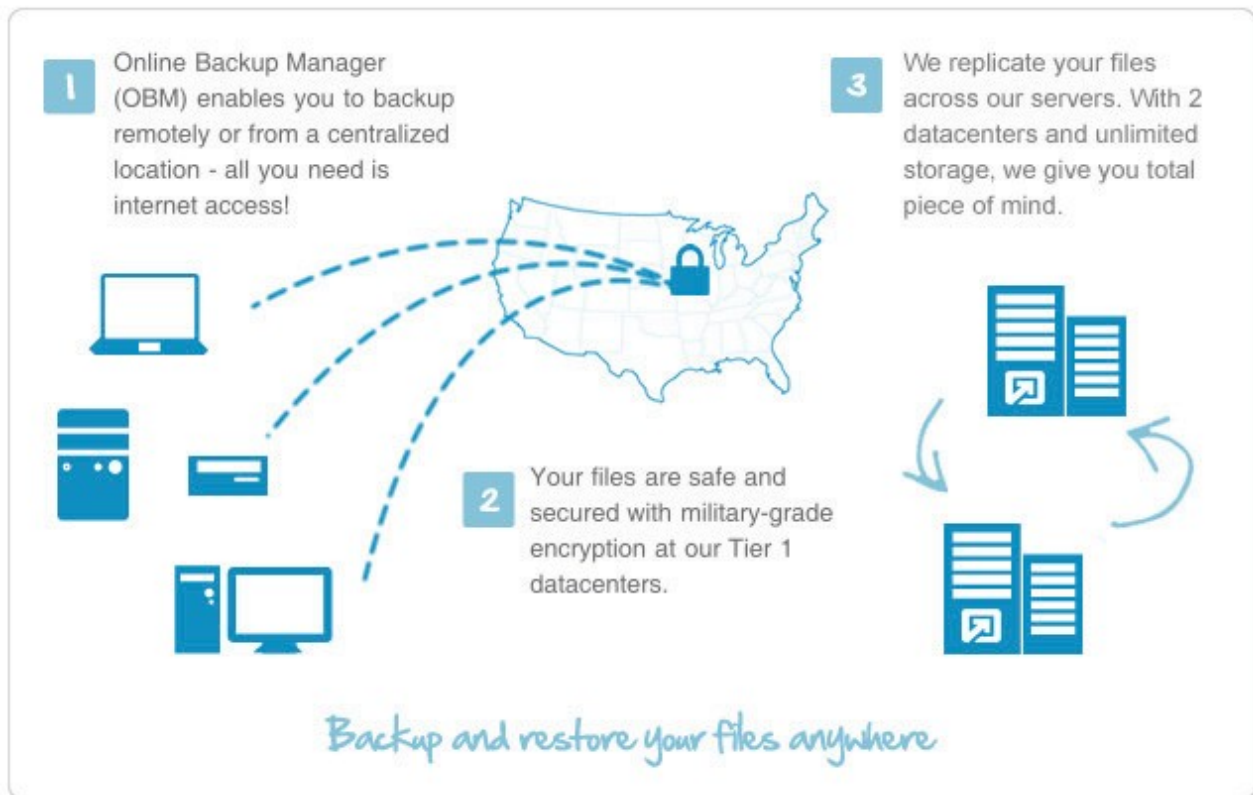 1
Online Backup Manager
(OBM) enables you to backup
remotely or from a centralized
location - all you need is
internet access!
2
Your files are safe and
secured with military-grade
encryption at our Tier 1
datacenters.
3
We replicate your files
across our servers. With 2
datacenters and unlimited
storage, we give you total
piece of mind.
Backup and restore your files anywhere